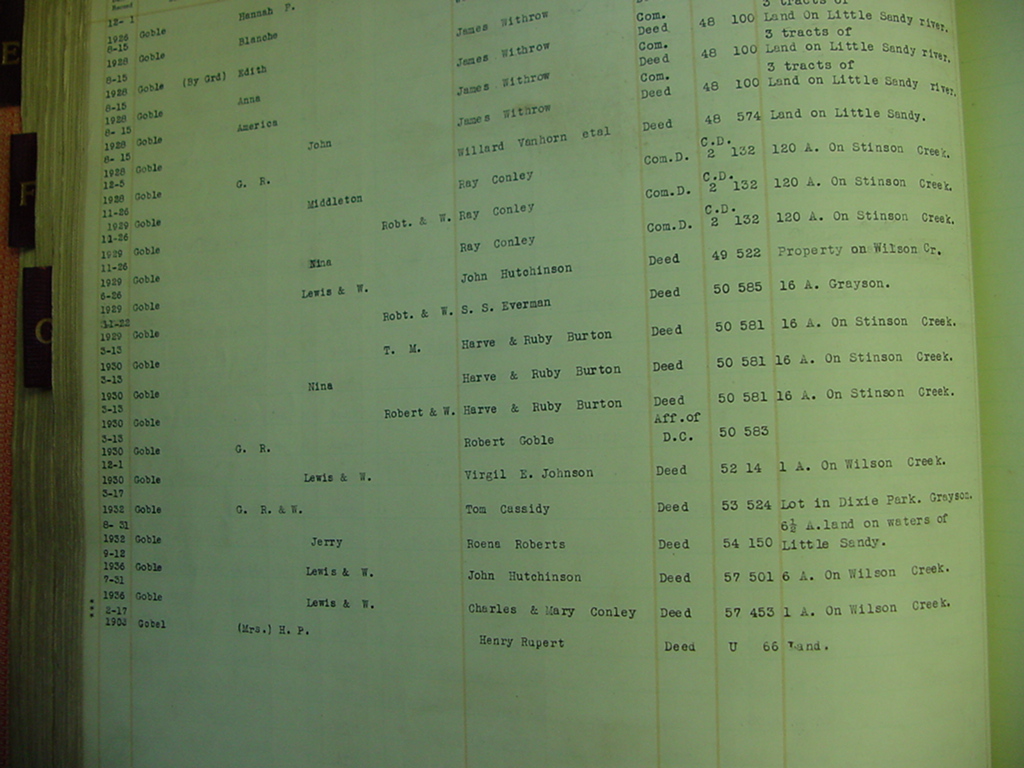 12- 1
1928 Goble Hannah F.
8-15
1928 Goble Blanche
8-15
1928 Goble (By Grd) Edith James Withrow
8-15 3 tracts of
1928 Goble Anna James Withrow Com. Deed 48 100 Land On Little Sandy river.
8- 15 3 tracts of
1928 Goble America James Withrow Com. Deed 48 100 Land on Little Sandy river.
8- 15 3 tracts of
1928 Goble John James Withrow Com. Deed 48 100 Land on Little Sandy river.
12-5
1928 Goble G. R. Willard Vanhorn etal Deed 48 574 Land on Little Sandy.
11-26
1929 Goble Middleton Ray Conley Com.D. C.D. 2 132 120 A. On Stinson Creek.
11-26
1929 Goble Robt. & W. Ray Conley Com.D. C.D. 2 132 120 A. On Stinson Creek.
11-26
1929 Goble Nina Ray Conley Com.D. C.D. 2 132 120 A. On Stinson Creek.
6-26
1929 Goble Lewis & W. John Hutchinson Deed 49 522 Property on Wilson Cr.
11-22
1929 Goble Robt. & W. S. S. Everman Deed 50 585 16 A. Grayson.
3-13
1930 Goble T. M. Harve & Ruby Burton Deed 50 581 16 A. On Stinson Creek.
3-13
1930 Goble Nina Harve & Ruby Burton Deed 50 581 16 A. On Stinson Creek.
3-13
1930 Goble Robert & W. Harve & Ruby Burton Deed 50 581 16 A. On Stinson Creek.
3-13 Aff.of
1930 Goble G. R. Robert Goble D.C. 50 583
12-1
1930 Goble Lewis & W. Virgil E. Johnson Deed 52 14 1 A. On Wilson Creek.
3-17
1932 Goble G. R. & W. Tom Cassidy Deed 53 524 Lot in Dixie Park. Grayson.
8- 31 6½ A.land on waters of
1932 Goble Jerry Roena Roberts Deed 54 150 Little Sandy.
9-12
1936 Goble Lewis & W. John Hutchinson Deed 57 501 6 A. On Wilson Creek.
7-31
1936 Goble Lewis & W. Charles & Mary Conley Deed 57 453 1 A. On Wilson Creek.
2-17
Gobel (Mrs.) H. P. Henry Rupert Deed U 66 Land.
E
F
G